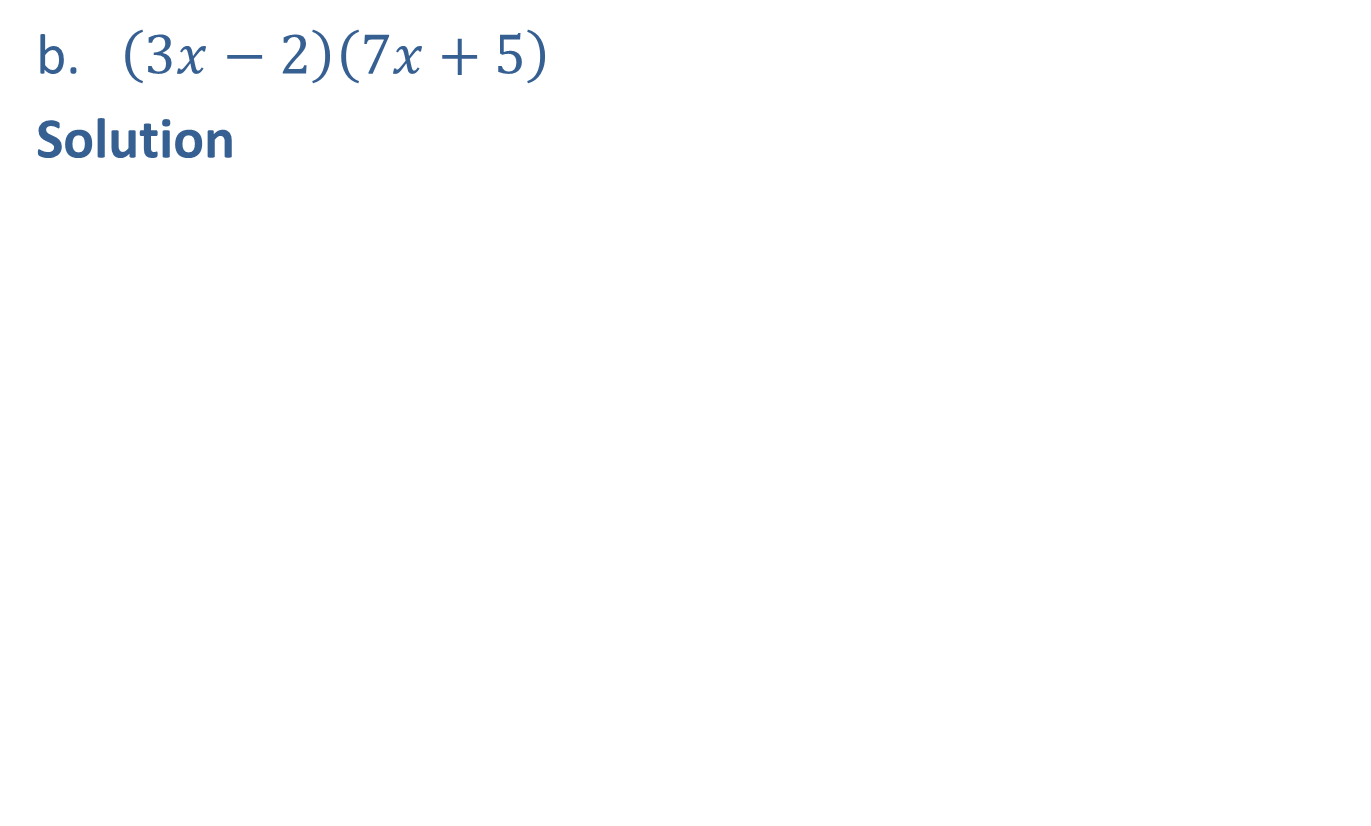 b. (3x − 2)(7x + 5)
Solution